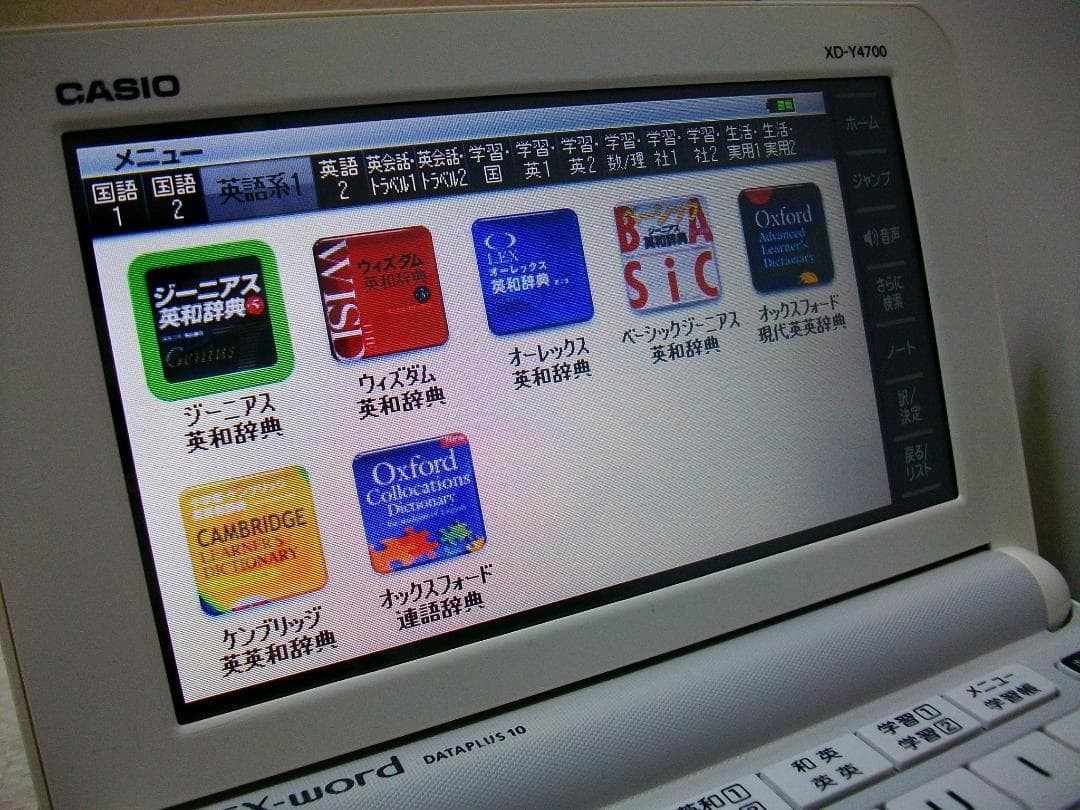 CASIO
XD-Y4700
メニュー
国語
1
国語
2
英語系1
英語
2
英会話・
トラベル1
英会話・
トラベル2
学習・
国
学習・
英1
学習・
英2
学習・
数/理
学習・
社1
学習・
社2
生活・
実用1
生活・
実用2
ホーム
ジャンプ
音声
さらに
検索
ノート
訳/
決定
戻る/
リスト
ジーニアス
英和辞典
Genius
ジーニアス
英和辞典
WISD
ウィズダム
英和辞典
ウィズダム
英和辞典
O
LEX
オーレックス
英和辞典
オーレックス
英和辞典
ベーシック
BA
ジーニアス
英和辞典
SiC
ベーシックジーニアス
英和辞典
Oxford
Advanced
Learner's
Dictionary
オックスフォード
現代英英辞典
CAMBRIDGE
LEARNER'S
DICTIONARY
ケンブリッジ
英英和辞典
New
Oxford
Collocations
Dictionary
オックスフォード
連語辞典
EX-word DATAPLUS 10
英和1
和英
英英
学習1
学習2
メニュー
学習帳